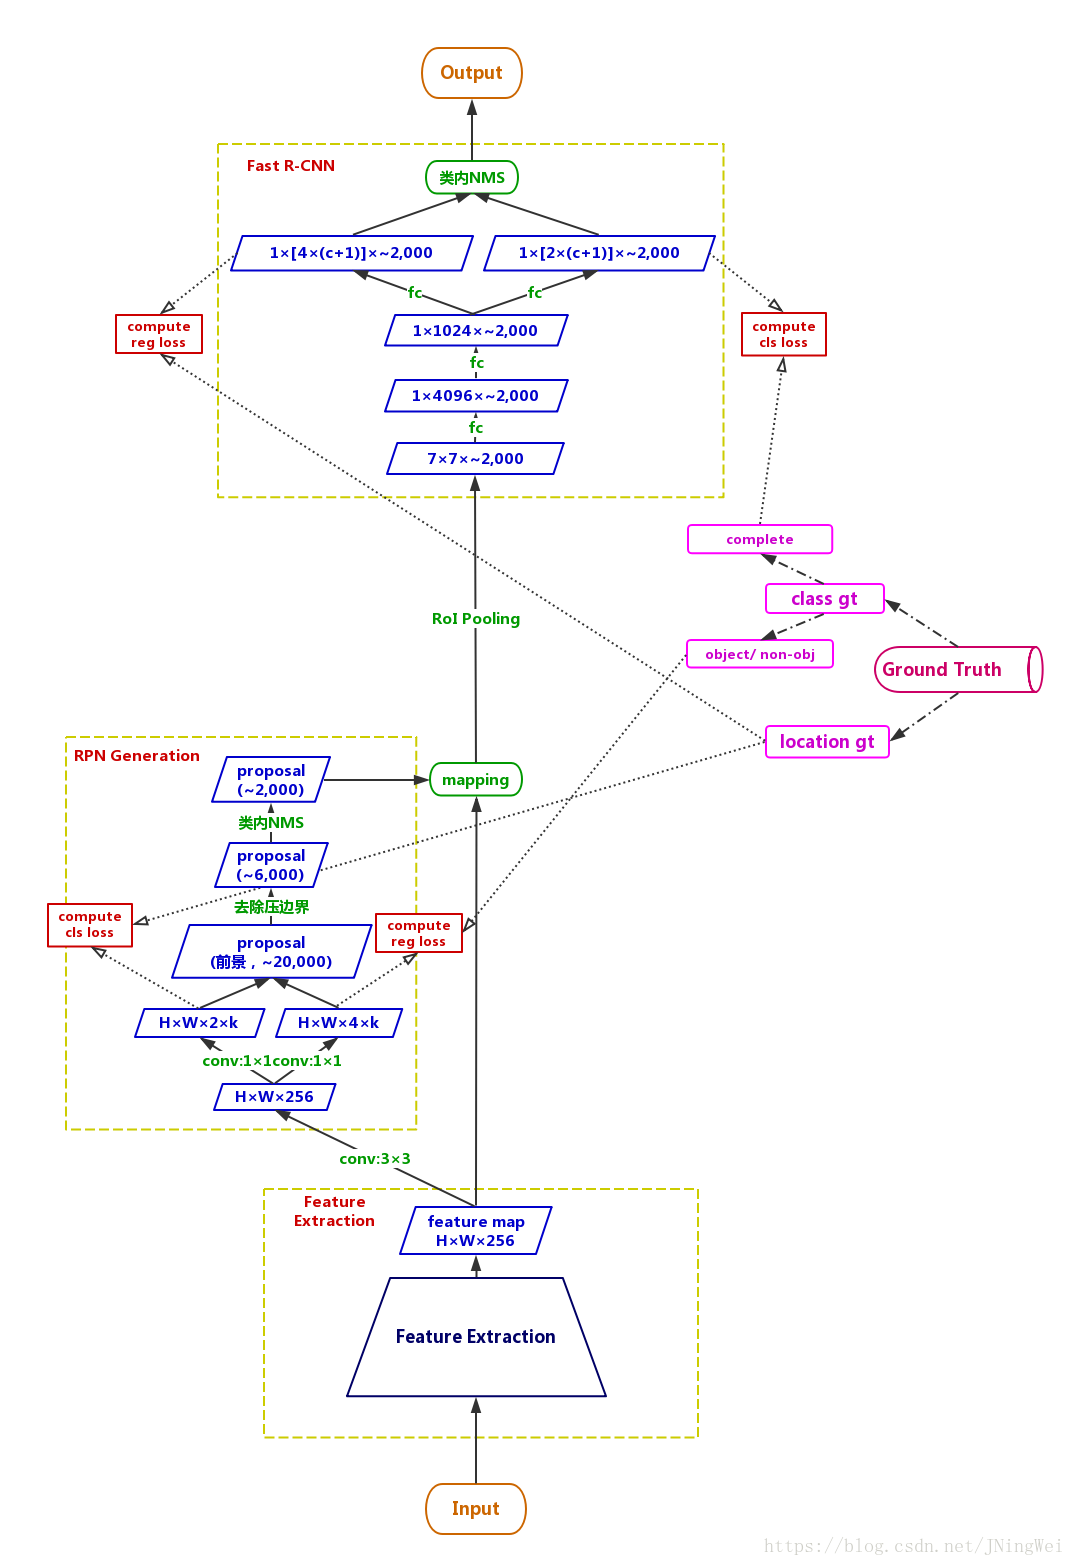 Output
Fast R-CNN
类内NMS
1×[4×(c+1)]×~2,000
1×[2×(c+1)]×~2,000
fc
fc
compute
reg loss
1×1024×~2,000
compute
cls loss
fc
1×4096×~2,000
fc
7×7×~2,000
complete
class gt
RoI Pooling
object/ non-obj
Ground Truth
location gt
RPN Generation
proposal
(~2,000)
mapping
类内NMS
proposal
(~6,000)
去除压边界
compute
cls loss
compute
reg loss
proposal
(前景，~20,000)
H×W×2×k
H×W×4×k
conv:1×1
conv:1×1
H×W×256
conv:3×3
Feature
Extraction
feature map
H×W×256
Feature Extraction
Input
https://blog.csdn.net/JNingWei